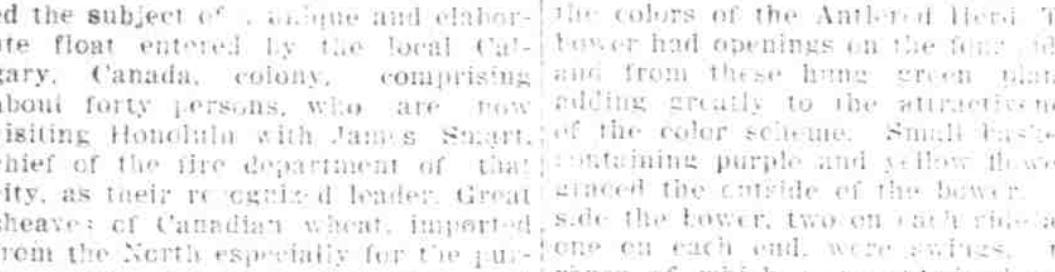 ed the subject of a unique and elabor-
ate float entered by the local Cal-
gary, Canada, colony, comprising
about forty persons, who are now
visiting Honolulu with James Smart,
chief of the fire department of that
city, as their recognized leader. Great
sheaves of Canadian wheat, imported
from the North especially for the pur-
the colors of the Antlered Herd. T
bower had openings on the four sid
and from these hung green plan
adding greatly to the attractiven
of the color scheme. Small baske
containing purple and yellow flowe
graced the outside of the bower.
side the bower, two on each side a
one on each end, were swings,